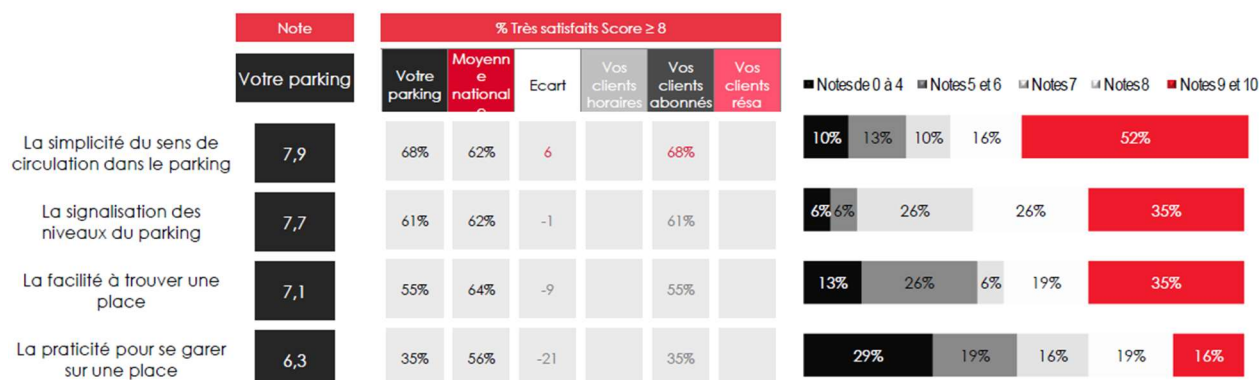 Note
% Très satisfaits Score ≥ 8
Votre parking
Votre
parking
Moyenn
e
national
Ecart
Vos
clients
horaires
Vos
clients
abonnés
Vos
clients
résa
Notes de 0 à 4 Notes 5 et 6 Notes 7 Notes 8 Notes 9 et 10
La simplicité du sens de
circulation dans le parking
7,9
68% 62% 6 68%
10% 13% 10% 16% 52%
La signalisation des
niveaux du parking
7,7
61% 62% -1 61%
6% 6% 26% 26% 35%
La facilité à trouver une
place
7,1
55% 64% -9 55%
13% 26% 6% 19% 35%
La praticité pour se garer
sur une place
6,3
35% 56% -21 35%
29% 19% 16% 19% 16%